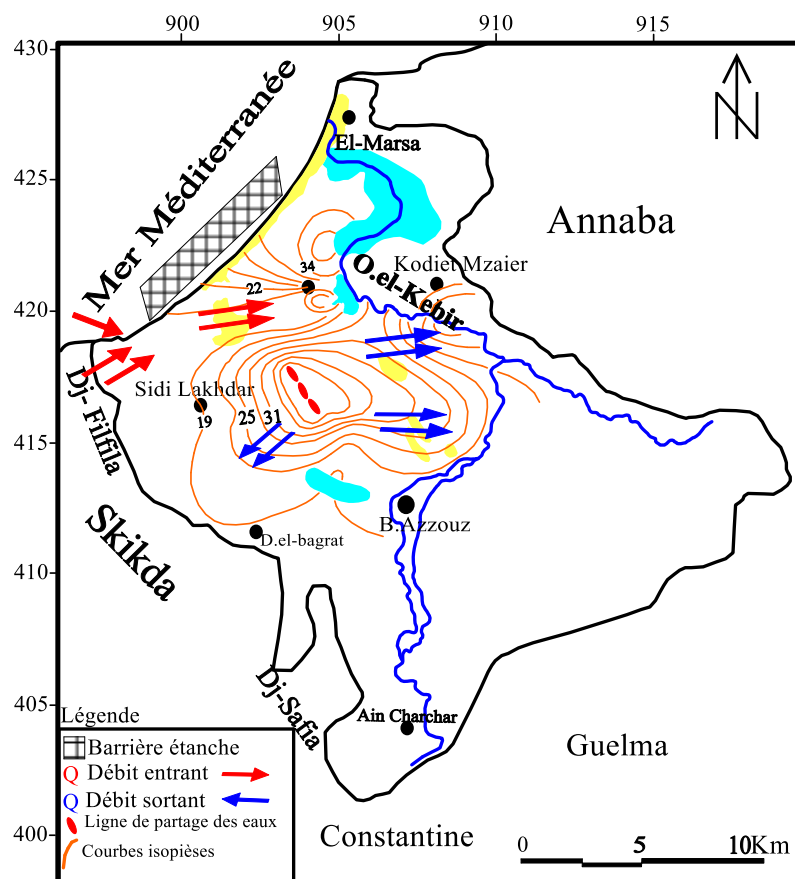 900 905 910 915
430
El-Marsa
Mer Méditerranée
425
Annaba
Kodiet Mzaier
O.el-Kebir
34
22
420
Sidi Lakhdar
Dj-Filfila
19
25
31
415
B.Azzouz
D.el-bagrat
Skikda
410
Dj-Safia
405
Ain Charchar
Guelma
Légende
Barrière étanche
Q Débit entrant
Q Débit sortant
Ligne de partage des eaux
Courbes isopièses
400
Constantine
0 5 10Km
N